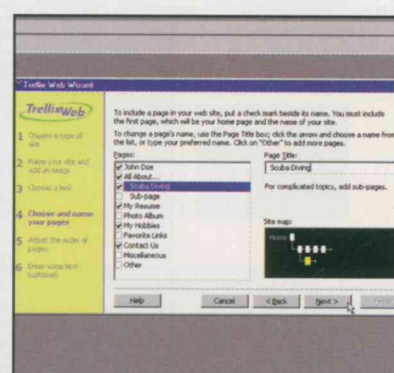 Trellix Web Wizard
TrellixWeb
1 Choose a type of site
2 Name your site and add an image
3 Choose a look
4 Choose and name your pages
5 Adjust the order of pages
6 Enter some text (optional)
To include a page in your web site, put a check mark beside its name. You must include
the first page, which will be your home page and the name of your site.
To change a page's name, use the Page Title box; click the arrow and choose a name from
the list, or type your preferred name. Click on "Other" to add more pages.
Pages:
John Doe
All About...
Scuba Diving
Sub-page
My Resume
Photo Album
My Hobbies
Favorite Links
Contact Us
Miscellaneous
Other
Page Title:
Scuba Diving
For complicated topics, add sub-pages.
Site map:
Home
Help
Cancel
< Back
Next >